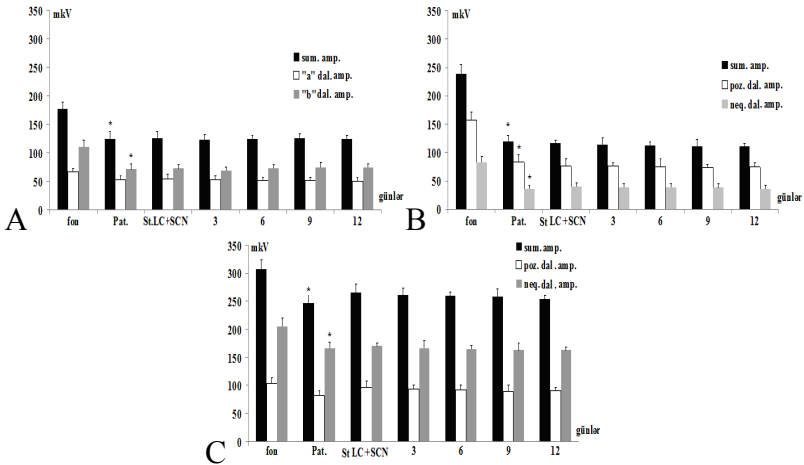 mkV
350
300
250
200
150
100
50
0
sum. amp.
"a" dal. amp.
"b" dal. amp.
*
*
fon Pat. St.LC+SCN 3 6 9 12
günlər
A
mkV
350
300
250
200
150
100
50
0
sum. amp.
poz. dal. amp.
neq. dal. amp.
*
*
*
fon Pat. St LC+SCN 3 6 9 12
günlər
B
mkV
350
300
250
200
150
100
50
0
sum. amp.
poz. dal. amp.
neq. dal. amp.
*
*
fon Pat. St LC+SCN 3 6 9 12
günlər
C